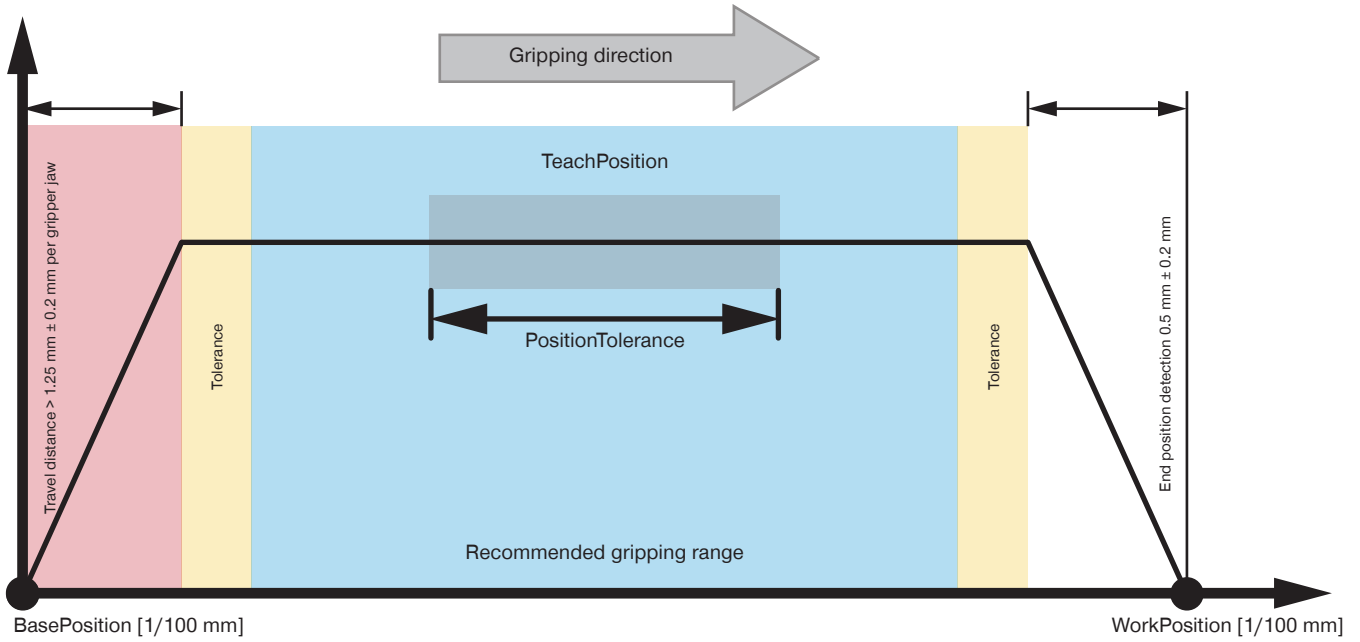 Gripping direction
TeachPosition
Travel distance > 1.25 mm ± 0.2 mm per gripper jaw
Tolerance
PositionTolerance
Tolerance
End position detection 0.5 mm ± 0.2 mm
Recommended gripping range
BasePosition [1/100 mm]
WorkPosition [1/100 mm]